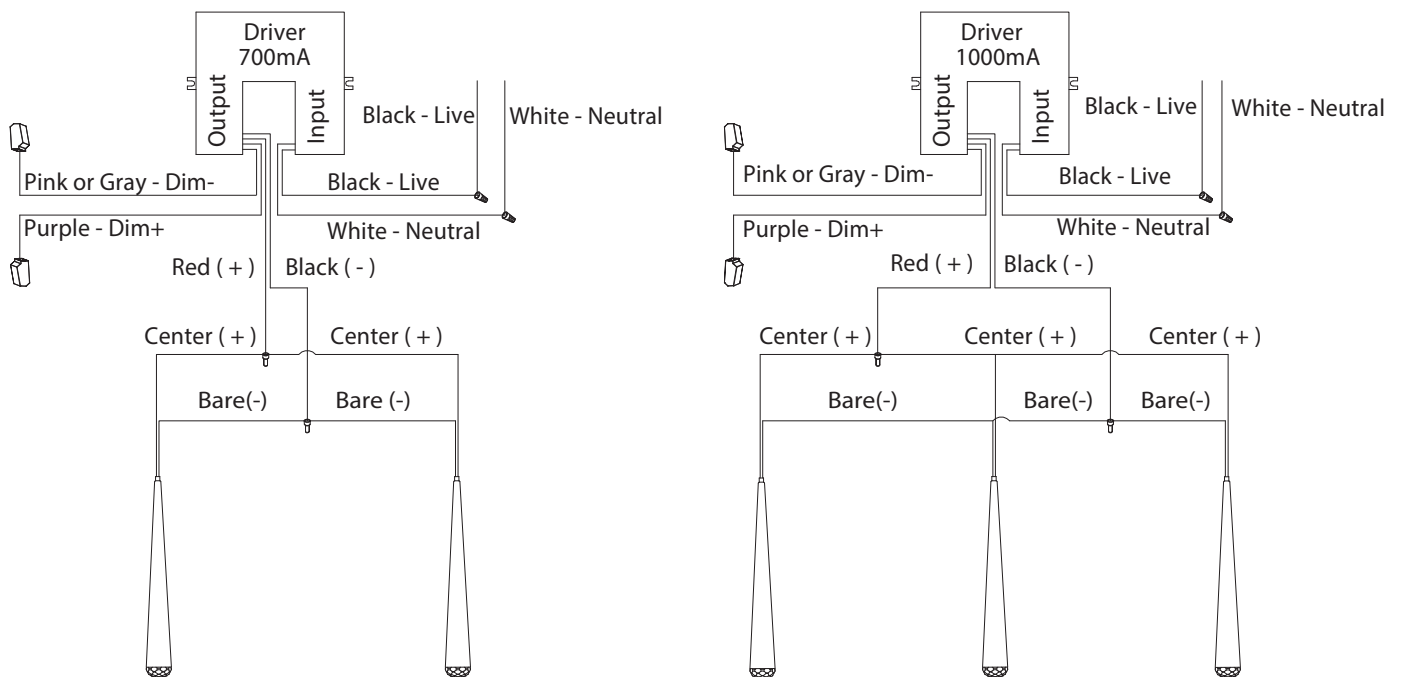 Driver
700mA
Output
Input
Black - Live
White - Neutral
Pink or Gray - Dim-
Black - Live
Purple - Dim+
White - Neutral
Red ( + )
Black ( - )
Center ( + )
Center ( + )
Bare(-)
Bare (-)
Driver
1000mA
Output
Input
Black - Live
White - Neutral
Pink or Gray - Dim-
Black - Live
Purple - Dim+
White - Neutral
Red ( + )
Black ( - )
Center ( + )
Center ( + )
Center ( + )
Bare(-)
Bare(-)
Bare(-)